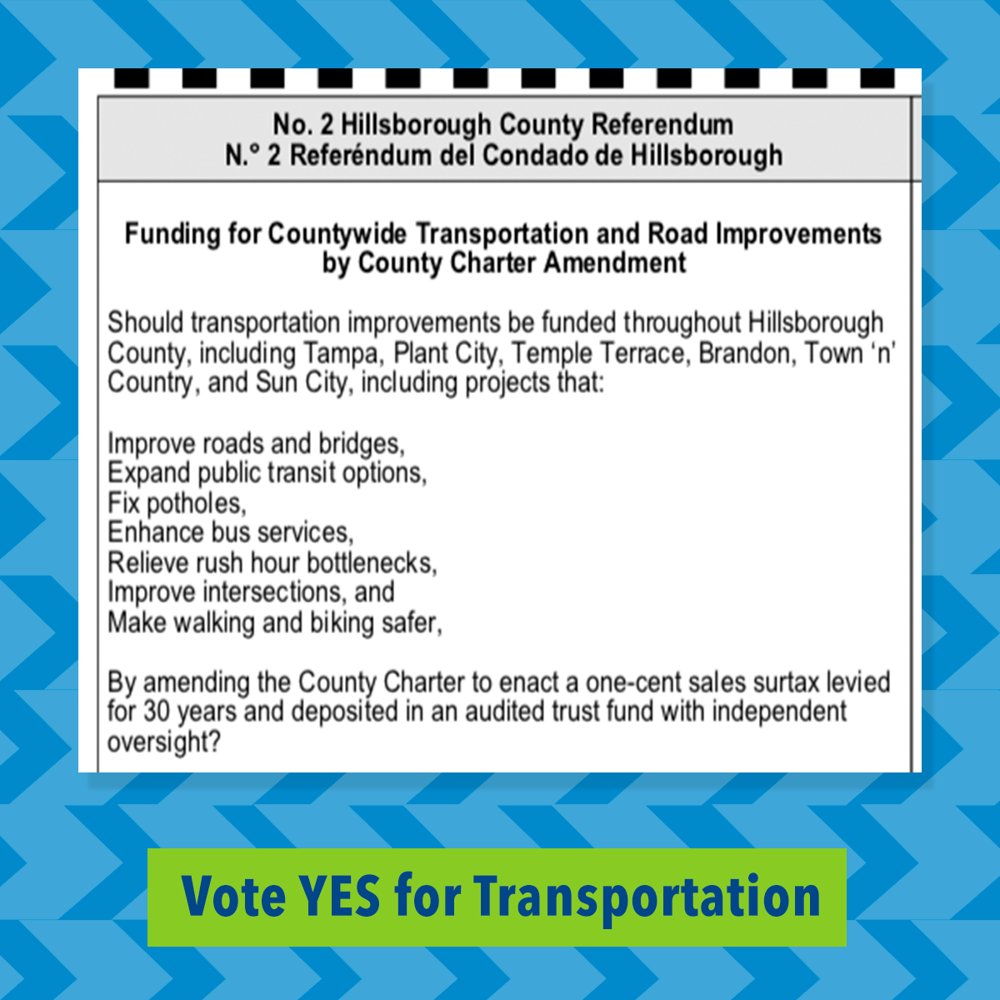 No. 2 Hillsborough County Referendum
N.° 2 Referéndum del Condado de Hillsborough
Funding for Countywide Transportation and Road Improvements
by County Charter Amendment
Should transportation improvements be funded throughout Hillsborough
County, including Tampa, Plant City, Temple Terrace, Brandon, Town ‘n’
Country, and Sun City, including projects that:
Improve roads and bridges,
Expand public transit options,
Fix potholes,
Enhance bus services,
Relieve rush hour bottlenecks,
Improve intersections, and
Make walking and biking safer,
By amending the County Charter to enact a one-cent sales surtax levied
for 30 years and deposited in an audited trust fund with independent
oversight?
Vote YES for Transportation